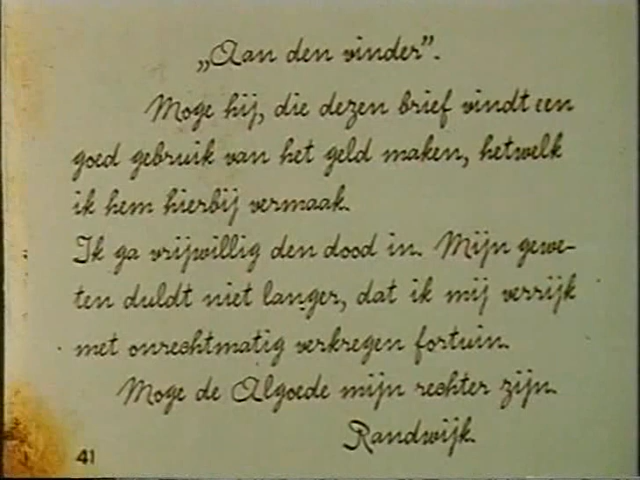 „Aan den vinder".
Moge hij, die dezen brief vindt een
goed gebruik van het geld maken, hetwelk
ik hem hierbij vermaak.
Ik ga vrijwillig den dood in. Mijn gewe-
ten duldt niet langer, dat ik mij verrijk
met onrechtmatig verkregen fortuin.
Moge de Algoede mijn rechter zijn.
Randwijk.
41